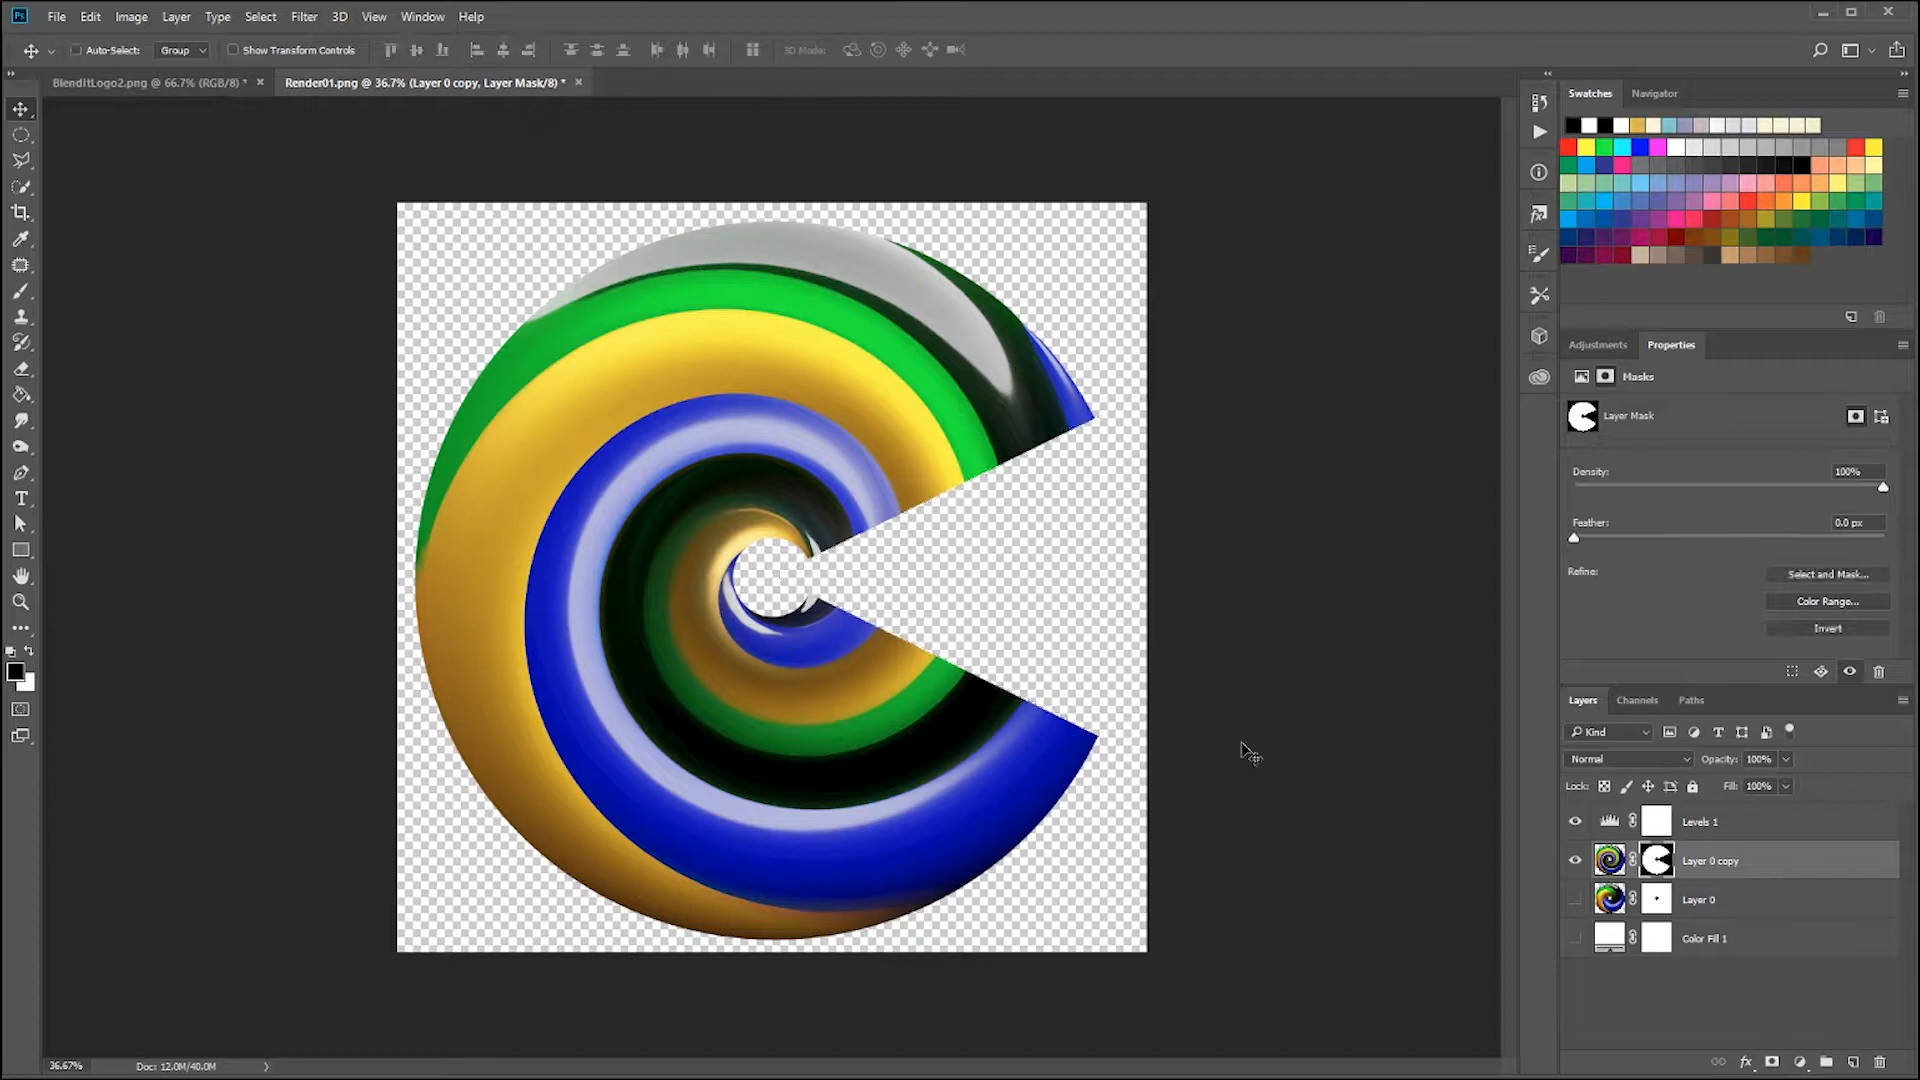 Ps File Edit Image Layer Type Select Filter 3D View Window Help
Auto-Select: Group Show Transform Controls 3D Mode:
BlendItLogo2.png @ 66.7% (RGB/8) * Render01.png @ 36.7% (Layer 0 copy, Layer Mask/8) *
Swatches Navigator
Adjustments Properties
Masks
Layer Mask
Density: 100%
Feather: 0.0 px
Refine: Select and Mask...
Color Range...
Invert
Layers Channels Paths
Kind
Normal Opacity: 100%
Lock: Fill: 100%
Levels 1
Layer 0 copy
Layer 0
Color Fill 1
36.67% Doc: 12.0M/40.0M